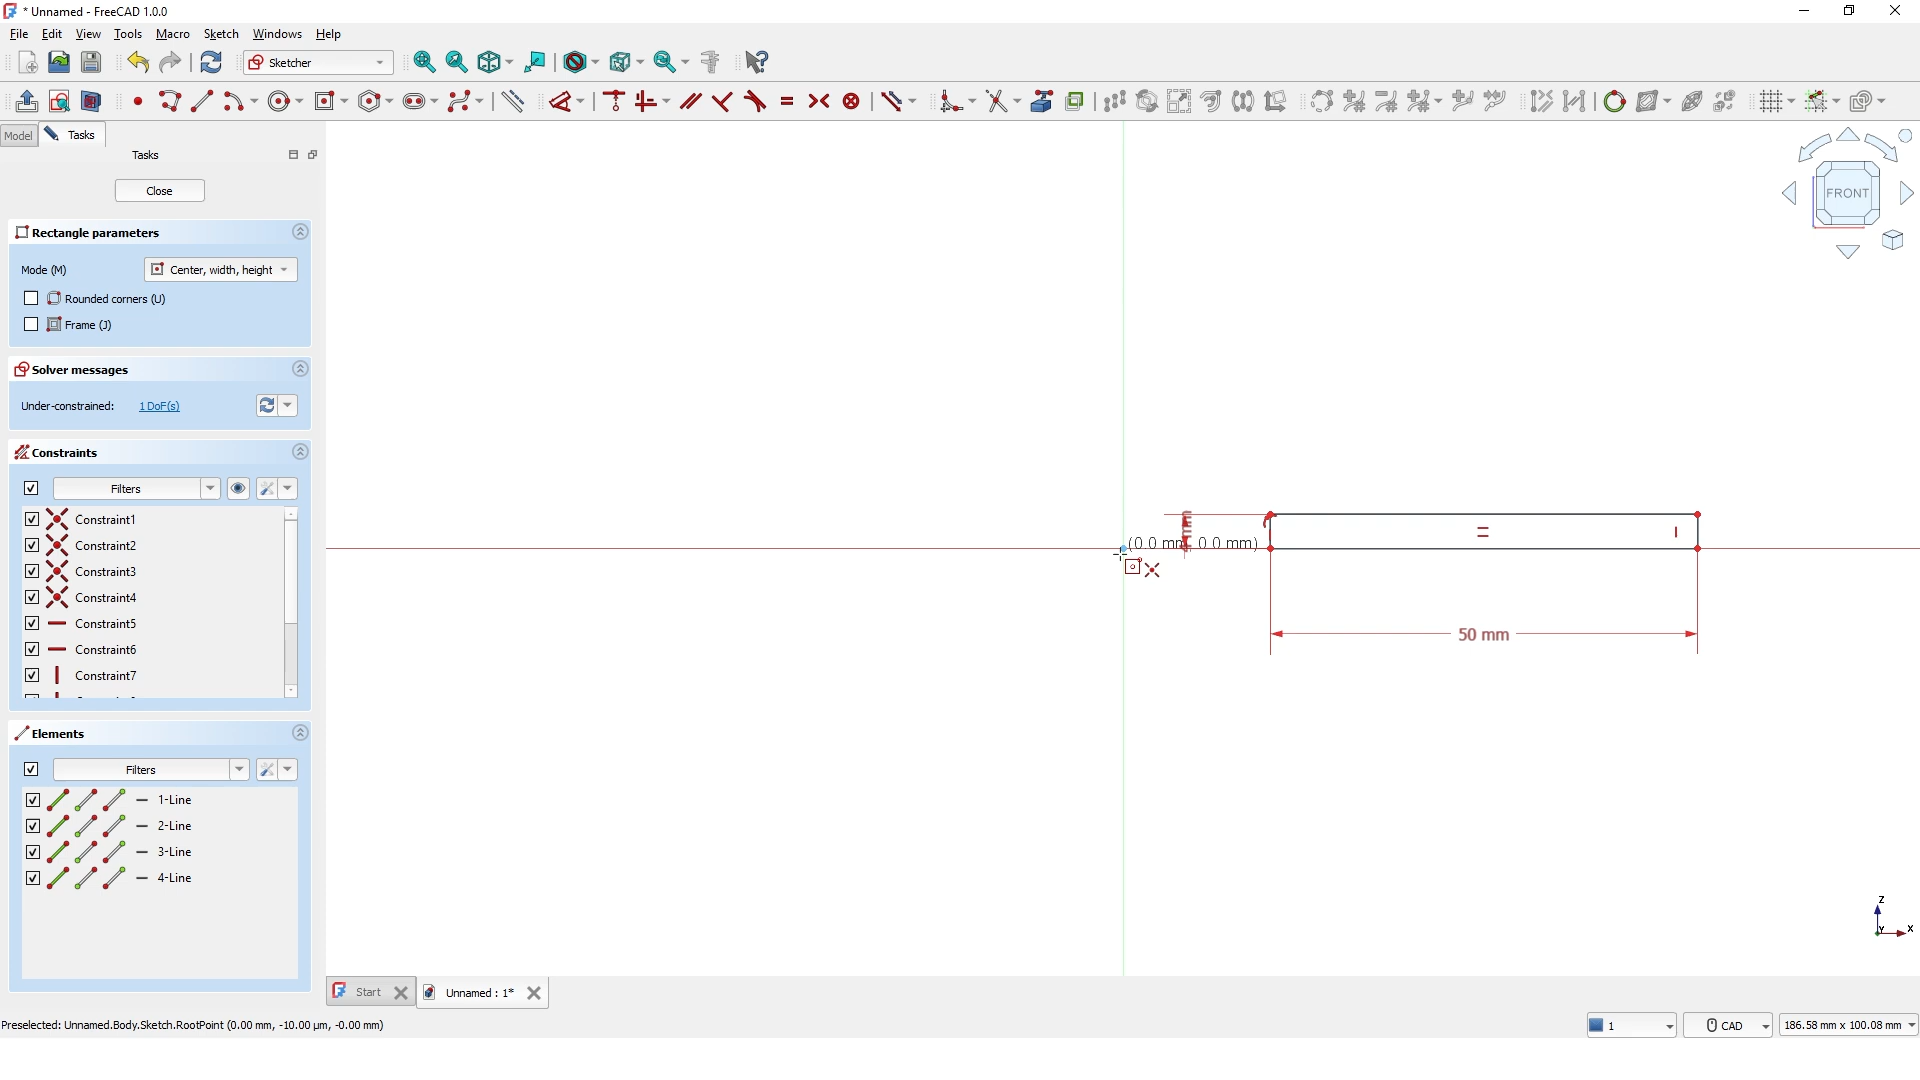 * Unnamed - FreeCAD 1.0.0
File Edit View Tools Macro Sketch Windows Help
Sketcher
Model Tasks
Tasks
Close
Rectangle parameters
Mode (M) Center, width, height
Rounded corners (U)
Frame (J)
Solver messages
Under-constrained: 1 DoF(s)
Constraints
Filters
Constraint1
Constraint2
Constraint3
Constraint4
Constraint5
Constraint6
Constraint7
Elements
Filters
1-Line
2-Line
3-Line
4-Line
FRONT
(0.0 mm, 0.0 mm)
50 mm
Z
Y
X
Start Unnamed : 1*
Preselected: Unnamed.Body.Sketch.RootPoint (0.00 mm, -10.00 µm, -0.00 mm)
1 CAD 186.58 mm x 100.08 mm